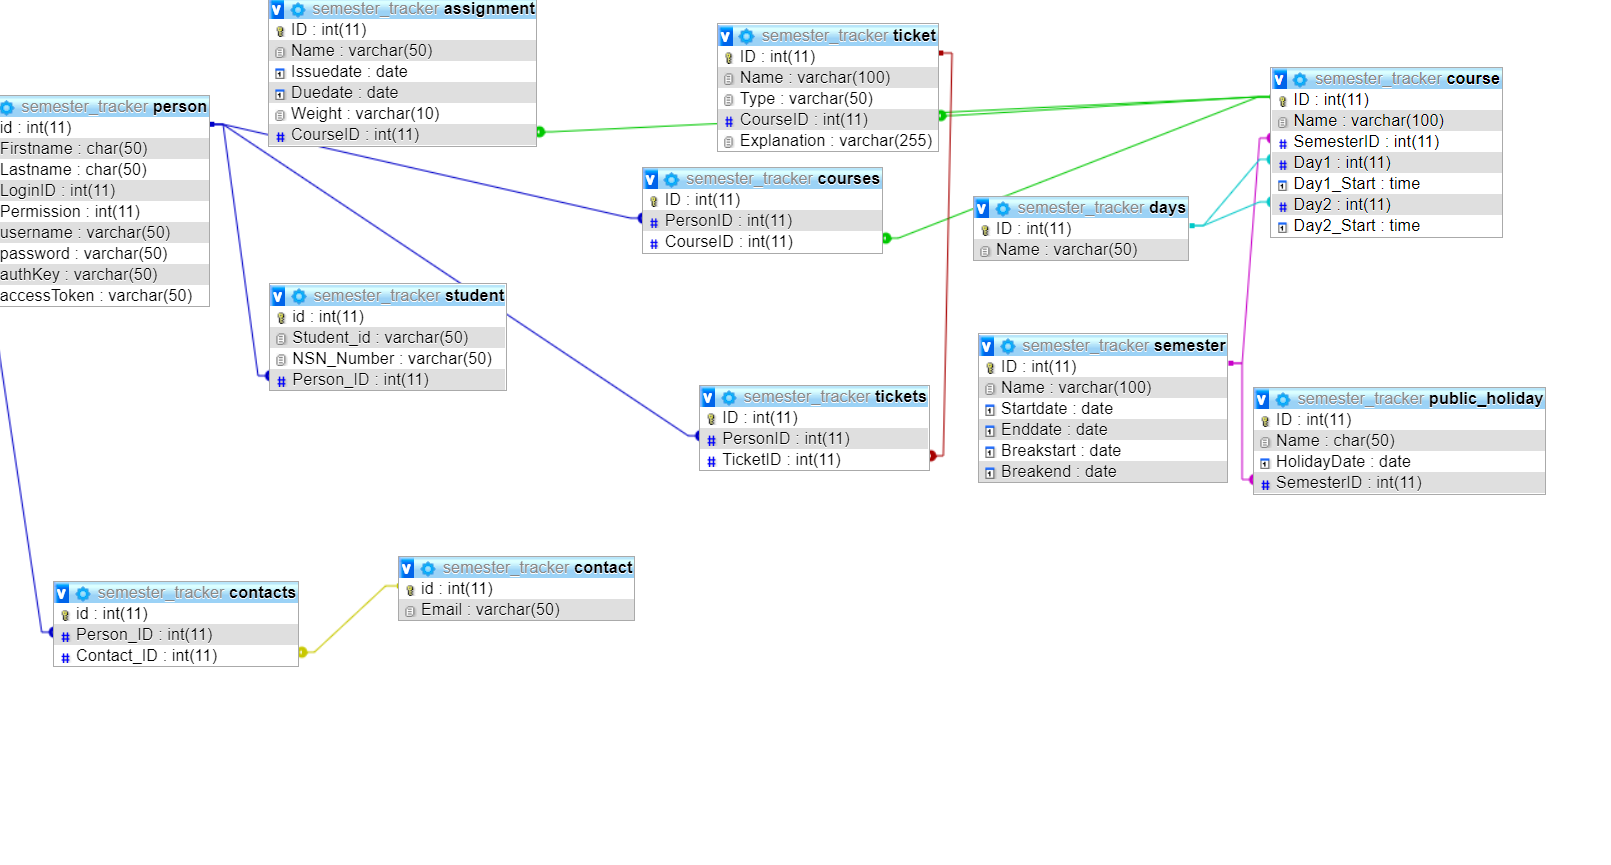 semester_tracker assignment
ID : int(11)
Name : varchar(50)
Issuedate : date
Duedate : date
Weight : varchar(10)
CourseID : int(11)
semester_tracker ticket
ID : int(11)
Name : varchar(100)
Type : varchar(50)
CourseID : int(11)
Explanation : varchar(255)
semester_tracker course
ID : int(11)
Name : varchar(100)
SemesterID : int(11)
Day1 : int(11)
Day1_Start : time
Day2 : int(11)
Day2_Start : time
semester_tracker person
id : int(11)
Firstname : char(50)
Lastname : char(50)
LoginID : int(11)
Permission : int(11)
username : varchar(50)
password : varchar(50)
authKey : varchar(50)
accessToken : varchar(50)
semester_tracker courses
ID : int(11)
PersonID : int(11)
CourseID : int(11)
semester_tracker days
ID : int(11)
Name : varchar(50)
semester_tracker student
id : int(11)
Student_id : varchar(50)
NSN_Number : varchar(50)
Person_ID : int(11)
semester_tracker semester
ID : int(11)
Name : varchar(100)
Startdate : date
Enddate : date
Breakstart : date
Breakend : date
semester_tracker tickets
ID : int(11)
PersonID : int(11)
TicketID : int(11)
semester_tracker public_holiday
ID : int(11)
Name : char(50)
HolidayDate : date
SemesterID : int(11)
semester_tracker contact
id : int(11)
Email : varchar(50)
semester_tracker contacts
id : int(11)
Person_ID : int(11)
Contact_ID : int(11)